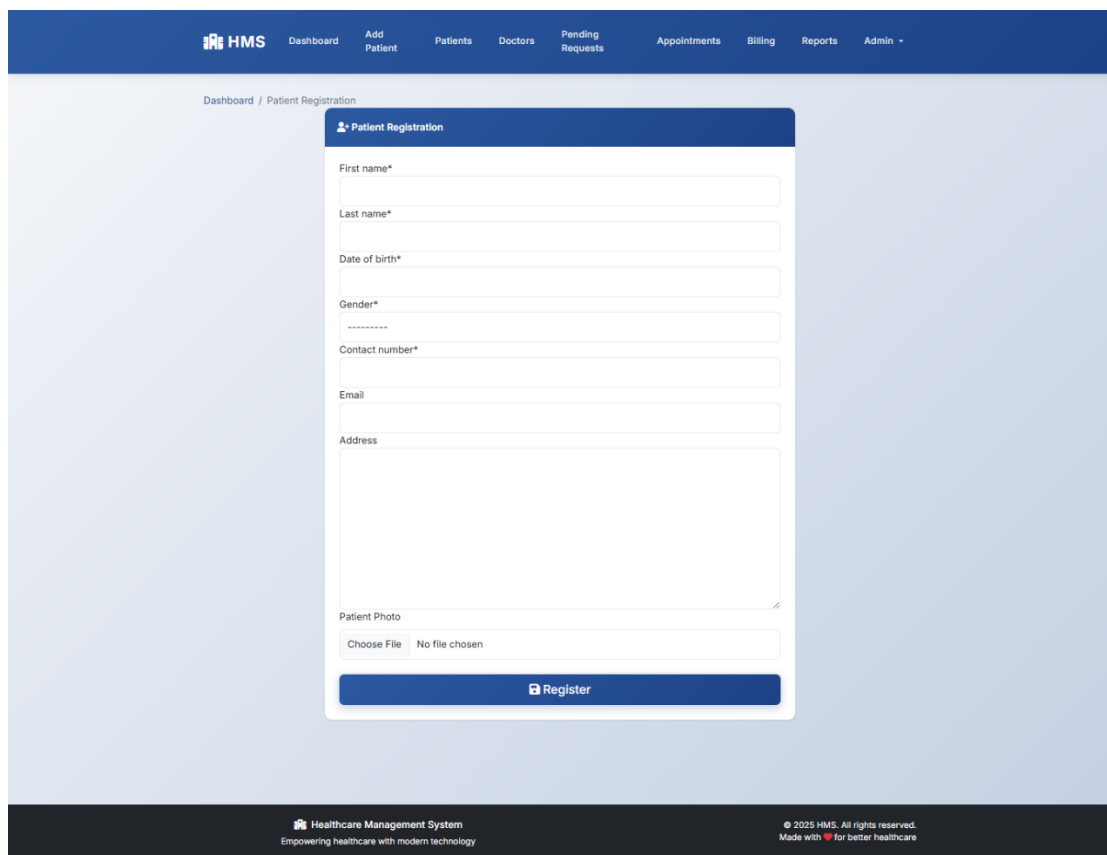 HMS Dashboard Add Patient Patients Doctors Pending Requests Appointments Billing Reports Admin
Dashboard / Patient Registration
Patient Registration
First name*
Last name*
Date of birth*
Gender*
---------
Contact number*
Email
Address
Patient Photo
Choose File No file chosen
Register
Healthcare Management System
Empowering healthcare with modern technology
© 2025 HMS. All rights reserved.
Made with ❤ for better healthcare